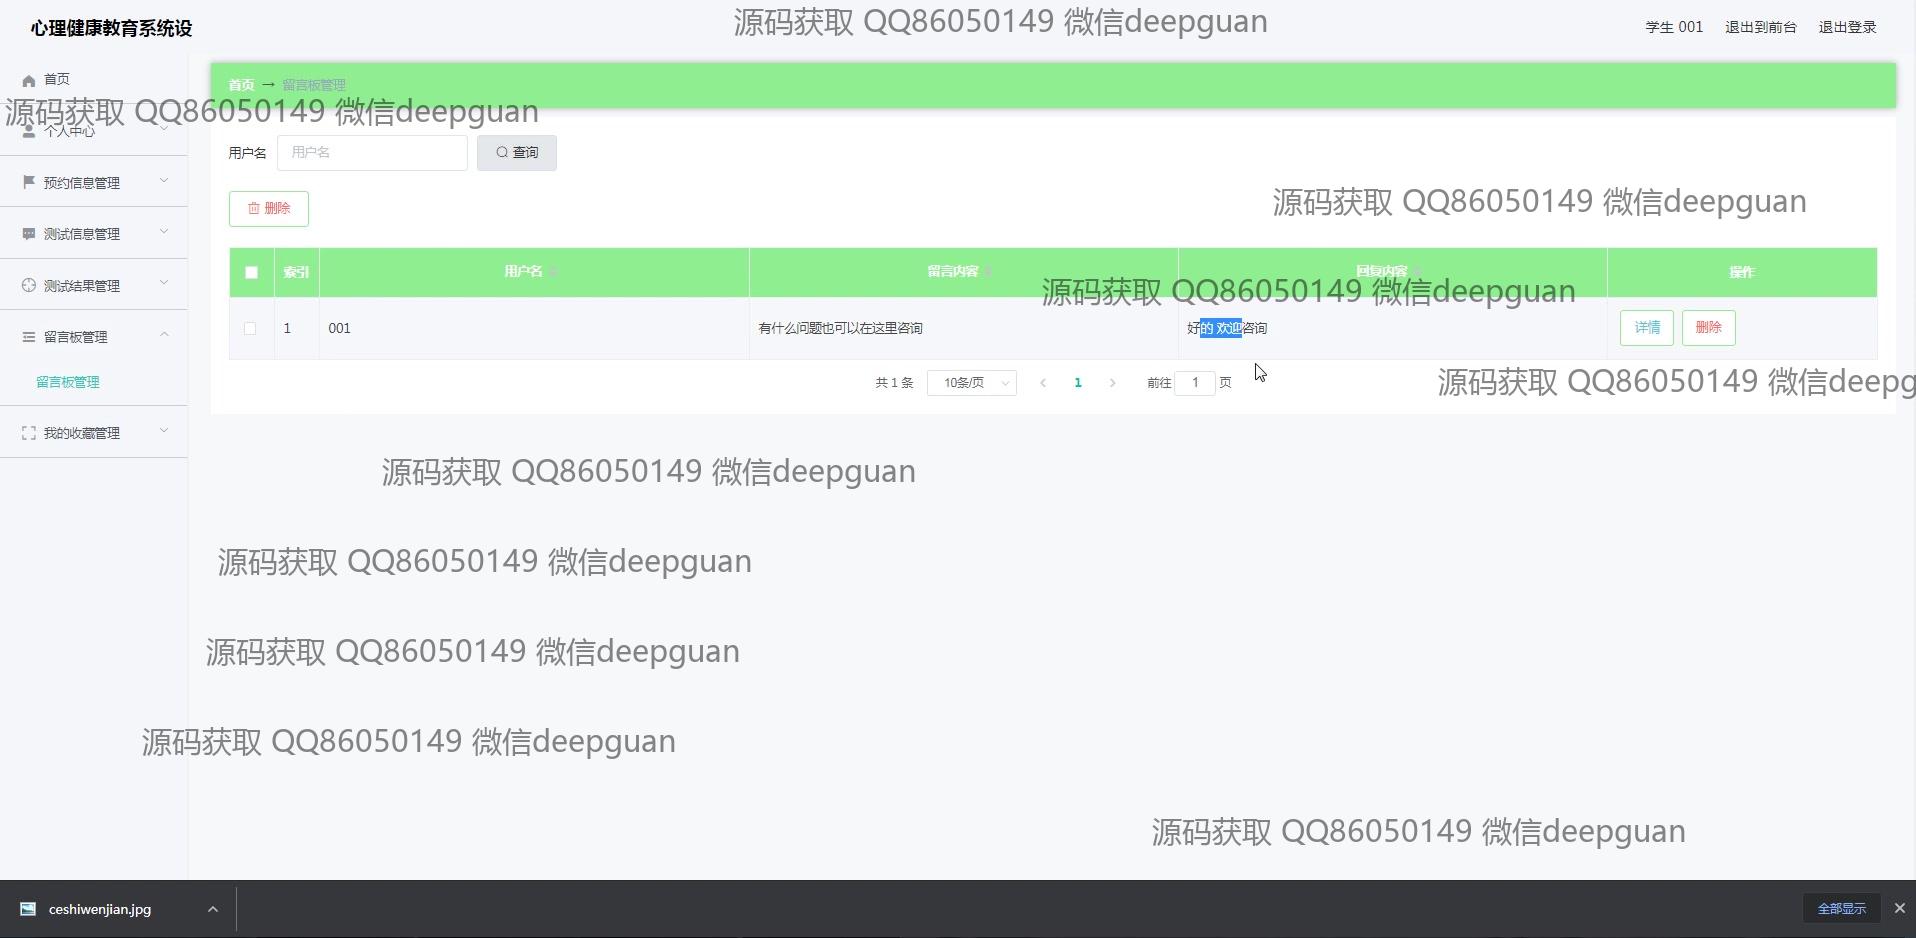 心理健康教育系统设
源码获取 QQ86050149 微信deepguan
学生 001 退出到前台 退出登录
首页
首页 → 留言板管理
源码获取 QQ86050149 微信deepguan
个人中心
用户名 用户名 查询
预约信息管理
删除
源码获取 QQ86050149 微信deepguan
测试信息管理
索引 用户名 留言内容 回复内容 操作
源码获取 QQ86050149 微信deepguan
测试结果管理
1 001 有什么问题也可以在这里咨询 好的 欢迎咨询 详情 删除
留言板管理
留言板管理
共 1 条 10条/页 1 前往 1 页
源码获取 QQ86050149 微信deepg
我的收藏管理
源码获取 QQ86050149 微信deepguan
源码获取 QQ86050149 微信deepguan
源码获取 QQ86050149 微信deepguan
源码获取 QQ86050149 微信deepguan
源码获取 QQ86050149 微信deepguan
ceshiwenjian.jpg 全部显示